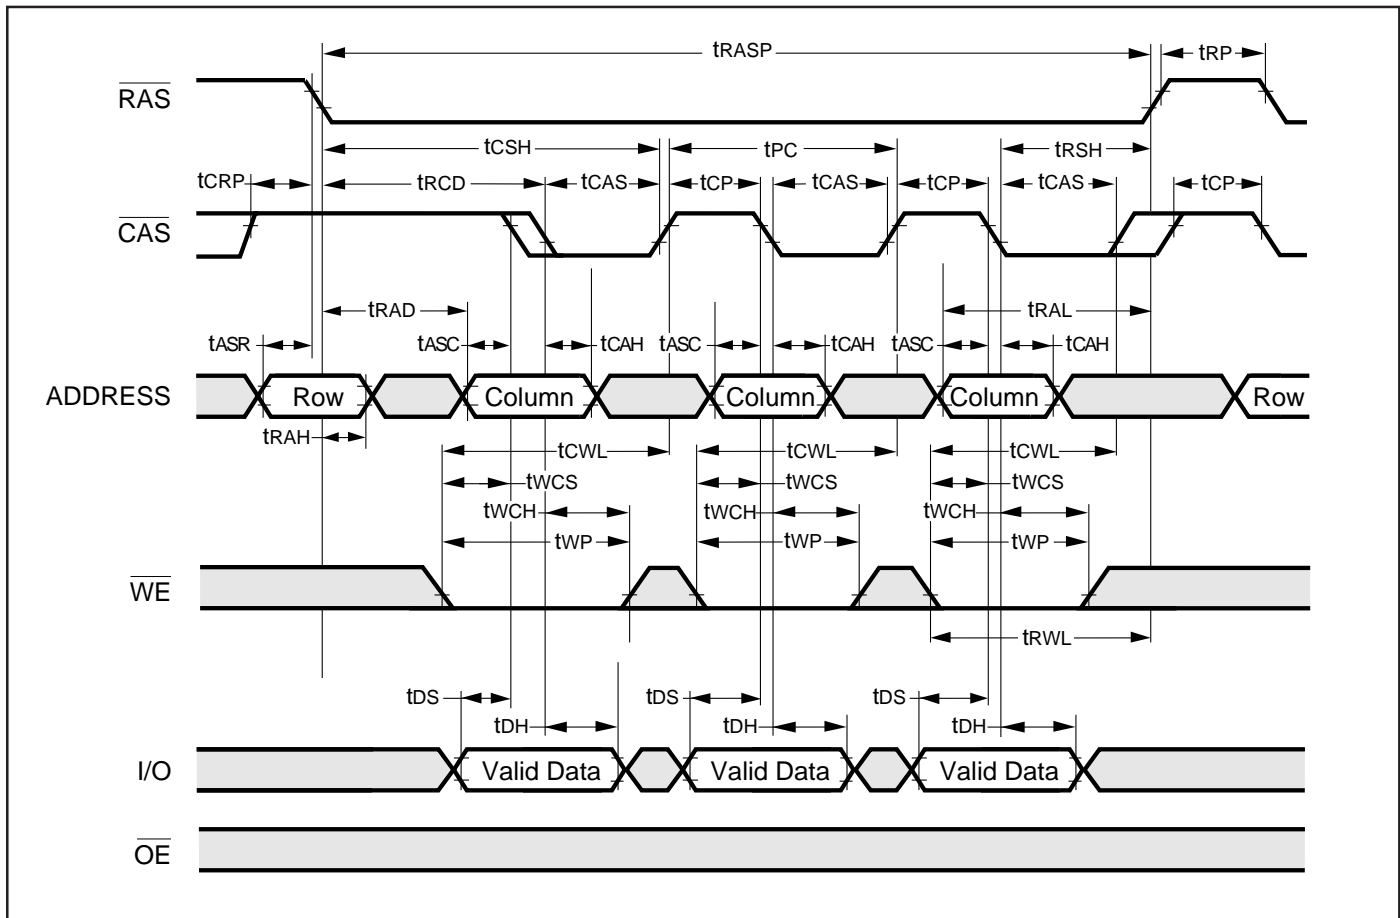 tRASP
tRP
RAS
tCSH
tPC
tRSH
tCRP
tRCD
tCAS
tCP
tCAS
tCP
tCAS
tCP
CAS
tRAD
tRAL
tASR
tASC
tCAH
tASC
tCAH
tASC
tCAH
ADDRESS
Row
Column
Column
Column
Row
tRAH
tCWL
tCWL
tCWL
tWCS
tWCS
tWCS
tWCH
tWCH
tWCH
tWP
tWP
tWP
WE
tRWL
tDS
tDS
tDS
tDH
tDH
tDH
I/O
Valid Data
Valid Data
Valid Data
OE